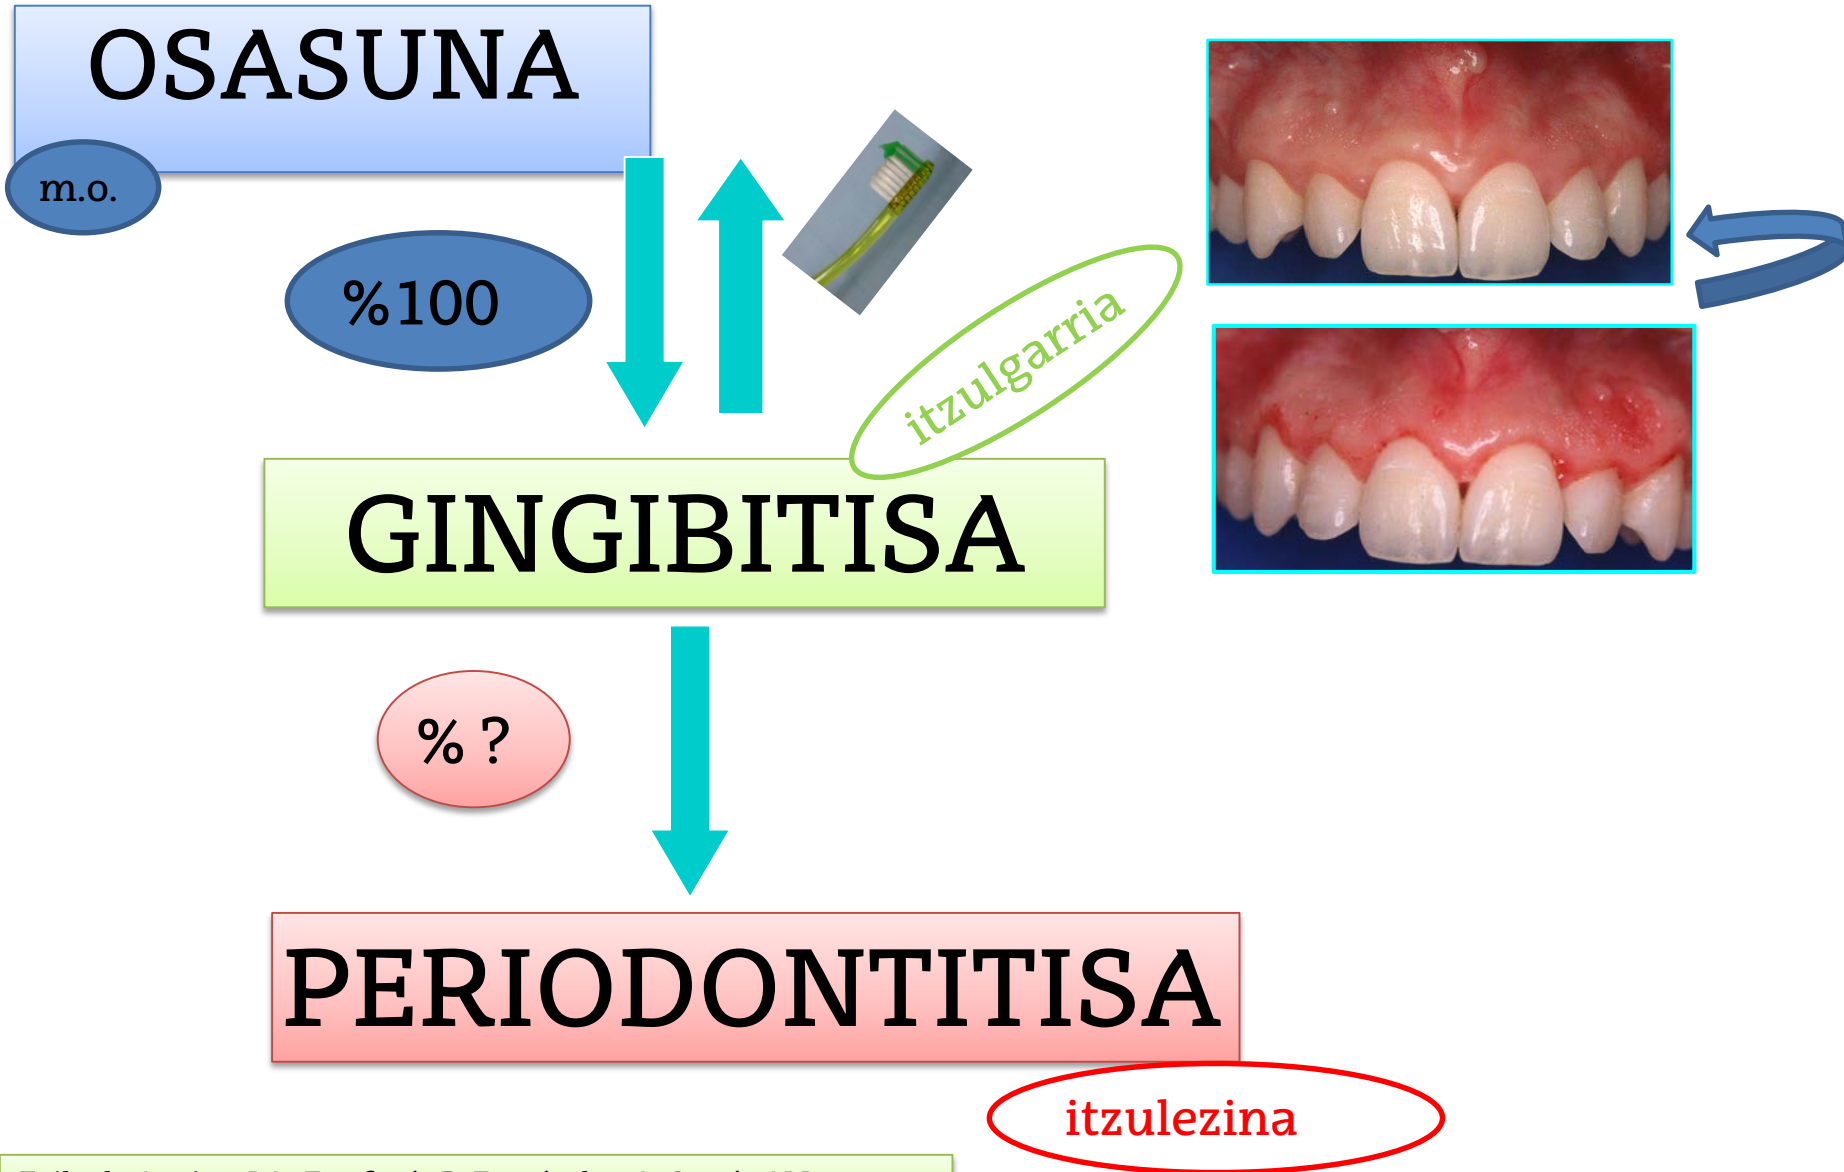 OSASUNA
m.o.
%100
itzulgarria
GINGIBITISA
% ?
PERIODONTITISA
itzulezina